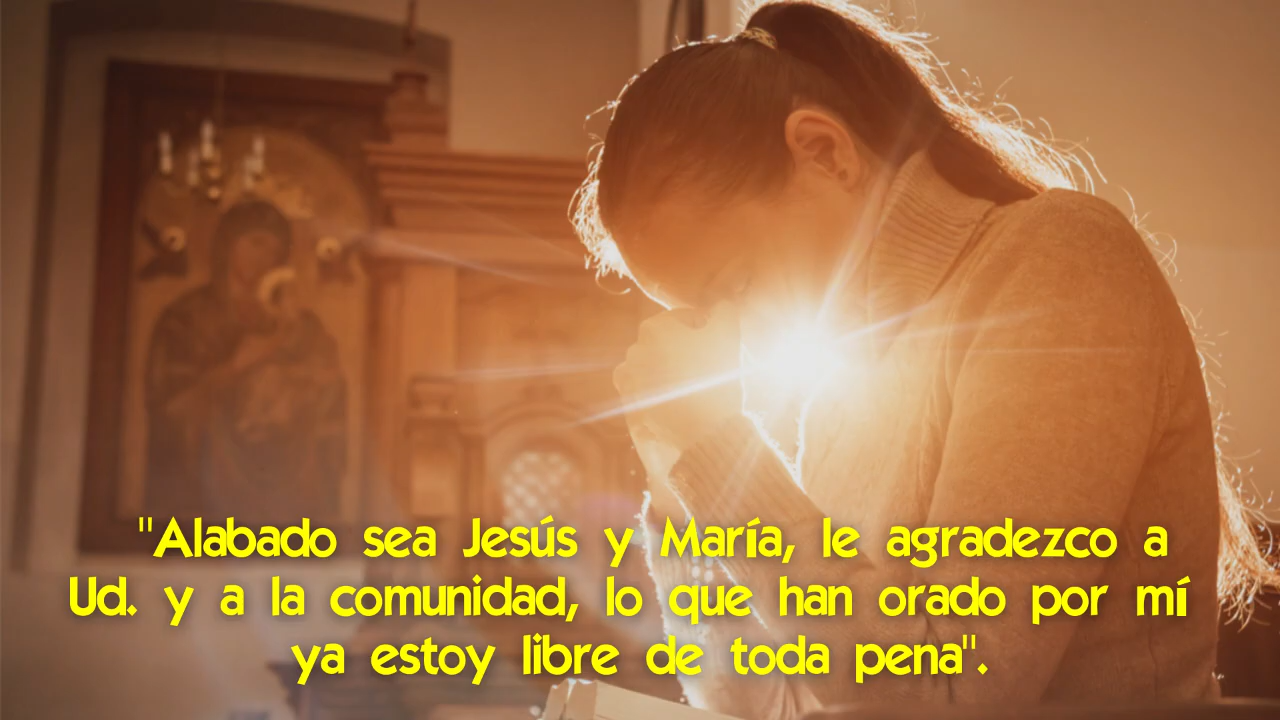 "Alabado sea Jesús y María, le agradezco a
Ud. y a la comunidad, lo que han orado por mí
ya estoy libre de toda pena".